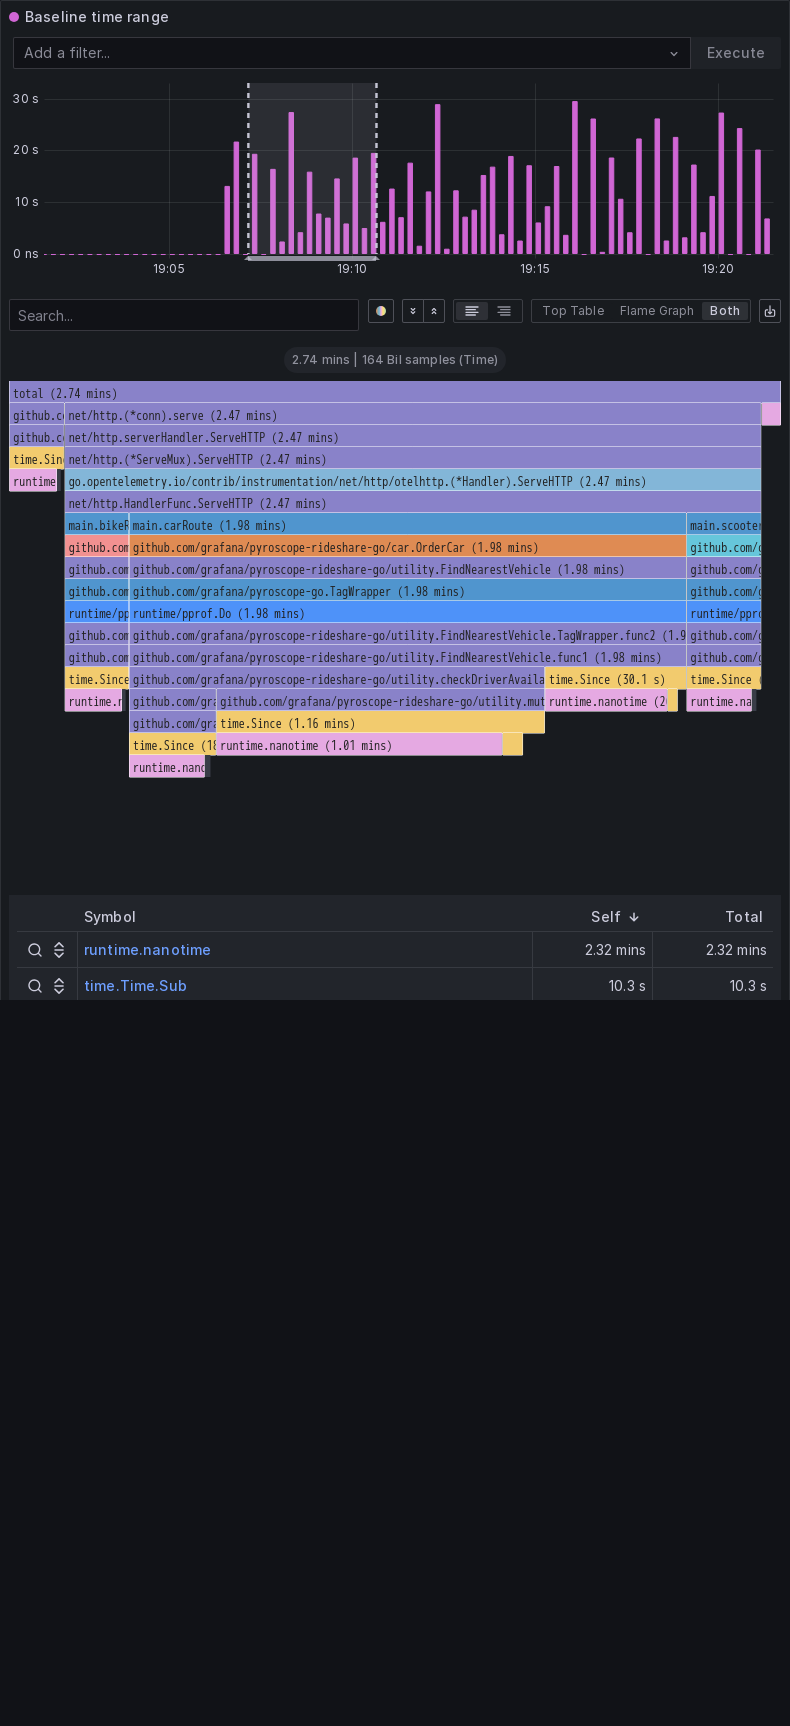 Baseline time range
Add a filter...
Execute
30 s
20 s
10 s
0 ns
19:05 19:10 19:15 19:20
Search...
Top Table Flame Graph Both
2.74 mins | 164 Bil samples (Time)
total (2.74 mins)
github.c net/http.(*conn).serve (2.47 mins)
github.c net/http.serverHandler.ServeHTTP (2.47 mins)
time.Sin net/http.(*ServeMux).ServeHTTP (2.47 mins)
runtime go.opentelemetry.io/contrib/instrumentation/net/http/otelhttp.(*Handler).ServeHTTP (2.47 mins)
net/http.HandlerFunc.ServeHTTP (2.47 mins)
main.bikeR main.carRoute (1.98 mins) main.scooter
github.com github.com/grafana/pyroscope-rideshare-go/car.OrderCar (1.98 mins) github.com/g
github.com github.com/grafana/pyroscope-rideshare-go/utility.FindNearestVehicle (1.98 mins) github.com/g
github.com github.com/grafana/pyroscope-go.TagWrapper (1.98 mins) github.com/g
runtime/pp runtime/pprof.Do (1.98 mins) runtime/ppro
github.com github.com/grafana/pyroscope-rideshare-go/utility.FindNearestVehicle.TagWrapper.func2 (1.9 github.com/g
github.com github.com/grafana/pyroscope-rideshare-go/utility.FindNearestVehicle.func1 (1.98 mins) github.com/g
time.Since github.com/grafana/pyroscope-rideshare-go/utility.checkDriverAvaila time.Since (30.1 s) time.Since (
runtime.n github.com/gra github.com/grafana/pyroscope-rideshare-go/utility.mut runtime.nanotime (2 runtime.na
github.com/gra time.Since (1.16 mins)
time.Since (18 runtime.nanotime (1.01 mins)
runtime.nano
Symbol Self Total
runtime.nanotime 2.32 mins 2.32 mins
time.Time.Sub 10.3 s 10.3 s